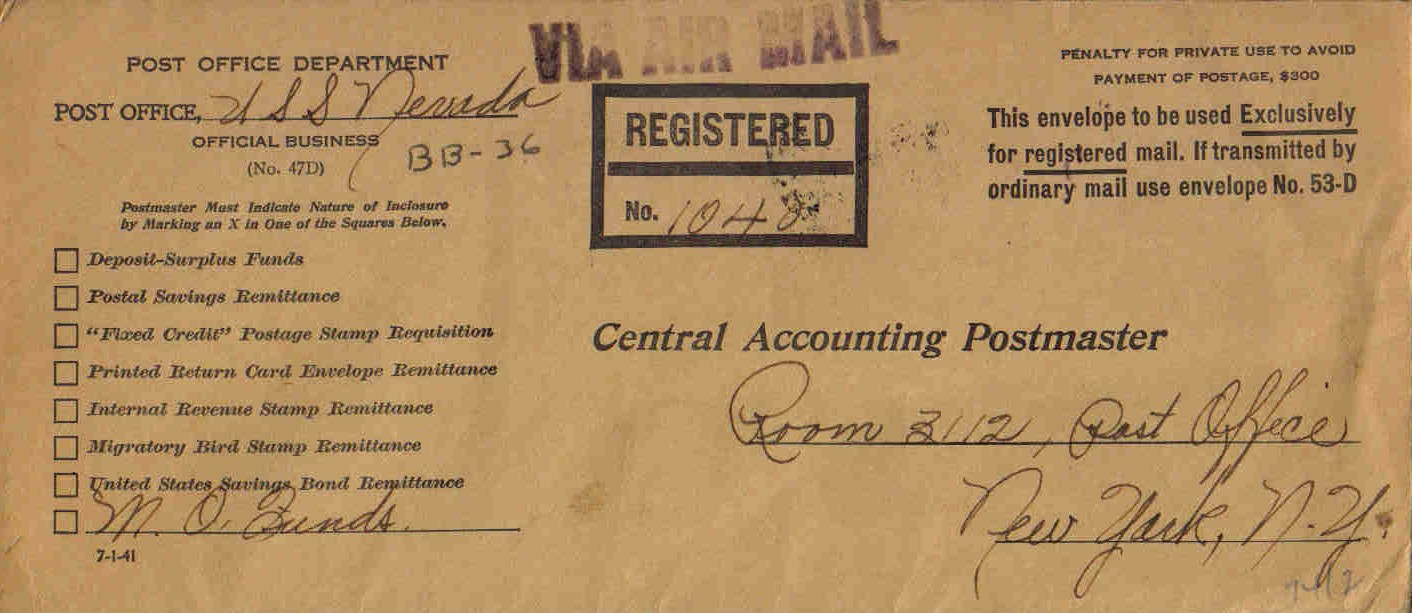 VIA AIR MAIL
POST OFFICE DEPARTMENT
POST OFFICE, USS Nevada
OFFICIAL BUSINESS
(No. 47D)
BB-36
Postmaster Must Indicate Nature of Inclosure
by Marking an X in One of the Squares Below.
Deposit-Surplus Funds
Postal Savings Remittance
"Fixed Credit" Postage Stamp Requisition
Printed Return Card Envelope Remittance
Internal Revenue Stamp Remittance
Migratory Bird Stamp Remittance
United States Savings Bond Remittance
M. O. Funds.
7-1-41
REGISTERED
No. 1040
PENALTY FOR PRIVATE USE TO AVOID
PAYMENT OF POSTAGE, $300
This envelope to be used Exclusively
for registered mail. If transmitted by
ordinary mail use envelope No. 53-D
Central Accounting Postmaster
Room 3112, Post Office
New York, N.Y.